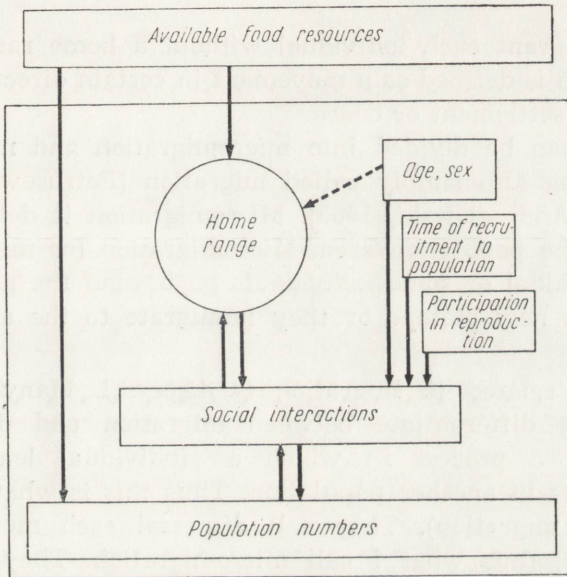 Available food resources
Home
range
Age, sex
Time of recru-
itment to
population
Participation
in reproduc-
tion
Social interactions
Population numbers